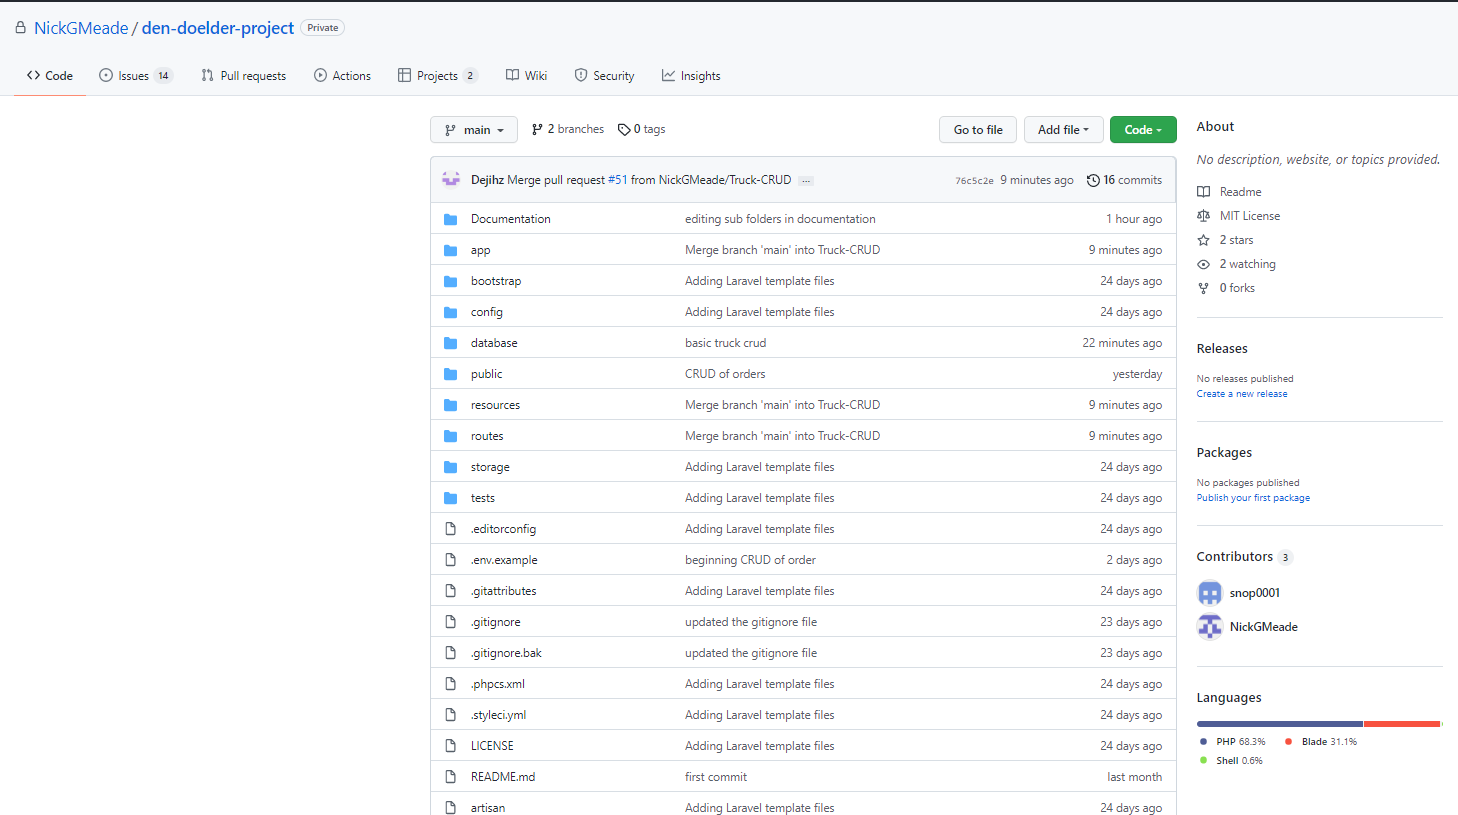 NickGMeade / den-doelder-project Private
Code Issues 14 Pull requests Actions Projects 2 Wiki Security Insights
main 2 branches 0 tags Go to file Add file Code
Dejihz Merge pull request #51 from NickGMeade/Truck-CRUD ... 76c5c2e 9 minutes ago 16 commits
Documentation editing sub folders in documentation 1 hour ago
app Merge branch 'main' into Truck-CRUD 9 minutes ago
bootstrap Adding Laravel template files 24 days ago
config Adding Laravel template files 24 days ago
database basic truck crud 22 minutes ago
public CRUD of orders yesterday
resources Merge branch 'main' into Truck-CRUD 9 minutes ago
routes Merge branch 'main' into Truck-CRUD 9 minutes ago
storage Adding Laravel template files 24 days ago
tests Adding Laravel template files 24 days ago
.editorconfig Adding Laravel template files 24 days ago
.env.example beginning CRUD of order 2 days ago
.gitattributes Adding Laravel template files 24 days ago
.gitignore updated the gitignore file 23 days ago
.gitignore.bak updated the gitignore file 23 days ago
.phpcs.xml Adding Laravel template files 24 days ago
.styleci.yml Adding Laravel template files 24 days ago
LICENSE Adding Laravel template files 24 days ago
README.md first commit last month
artisan Adding Laravel template files 24 days ago
About
No description, website, or topics provided.
Readme
MIT License
2 stars
2 watching
0 forks
Releases
No releases published
Create a new release
Packages
No packages published
Publish your first package
Contributors 3
snop0001
NickGMeade
Languages
PHP 68.3% Blade 31.1%
Shell 0.6%